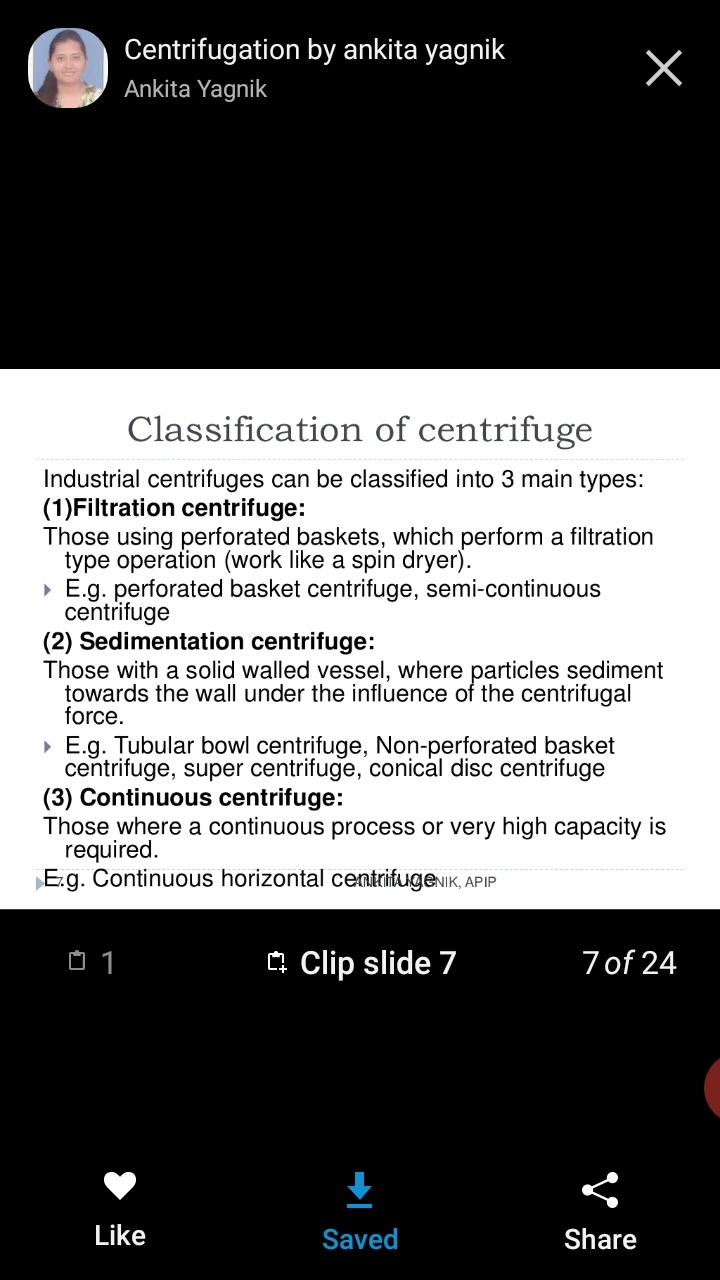 Centrifugation by ankita yagnik
Ankita Yagnik
Classification of centrifuge
Industrial centrifuges can be classified into 3 main types:
(1)Filtration centrifuge:
Those using perforated baskets, which perform a filtration
type operation (work like a spin dryer).
E.g. perforated basket centrifuge, semi-continuous
centrifuge
(2) Sedimentation centrifuge:
Those with a solid walled vessel, where particles sediment
towards the wall under the influence of the centrifugal
force.
E.g. Tubular bowl centrifuge, Non-perforated basket
centrifuge, super centrifuge, conical disc centrifuge
(3) Continuous centrifuge:
Those where a continuous process or very high capacity is
required.
E.g. Continuous horizontal centrifuge
7 ANKITA YAGNIK, APIP
1 Clip slide 7 7 of 24
Like Saved Share